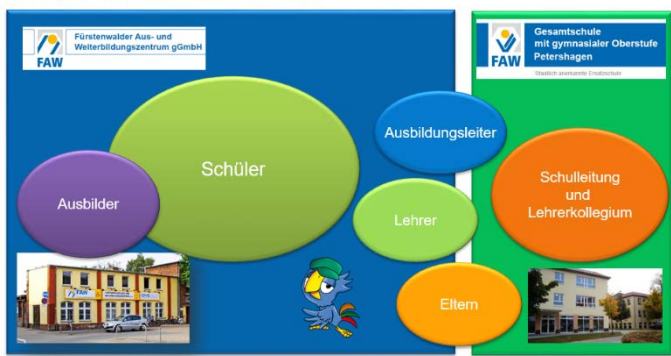 Fürstenwalder Aus- und
Weiterbildungszentrum gGmbH
FAW
Gesamtschule
mit gymnasialer Oberstufe
Petershagen
FAW
Staatlich anerkannte Ersatzschule
Ausbildungsleiter
Schüler
Schulleitung
und
Lehrerkollegium
Ausbilder
Lehrer
Eltern
FAW